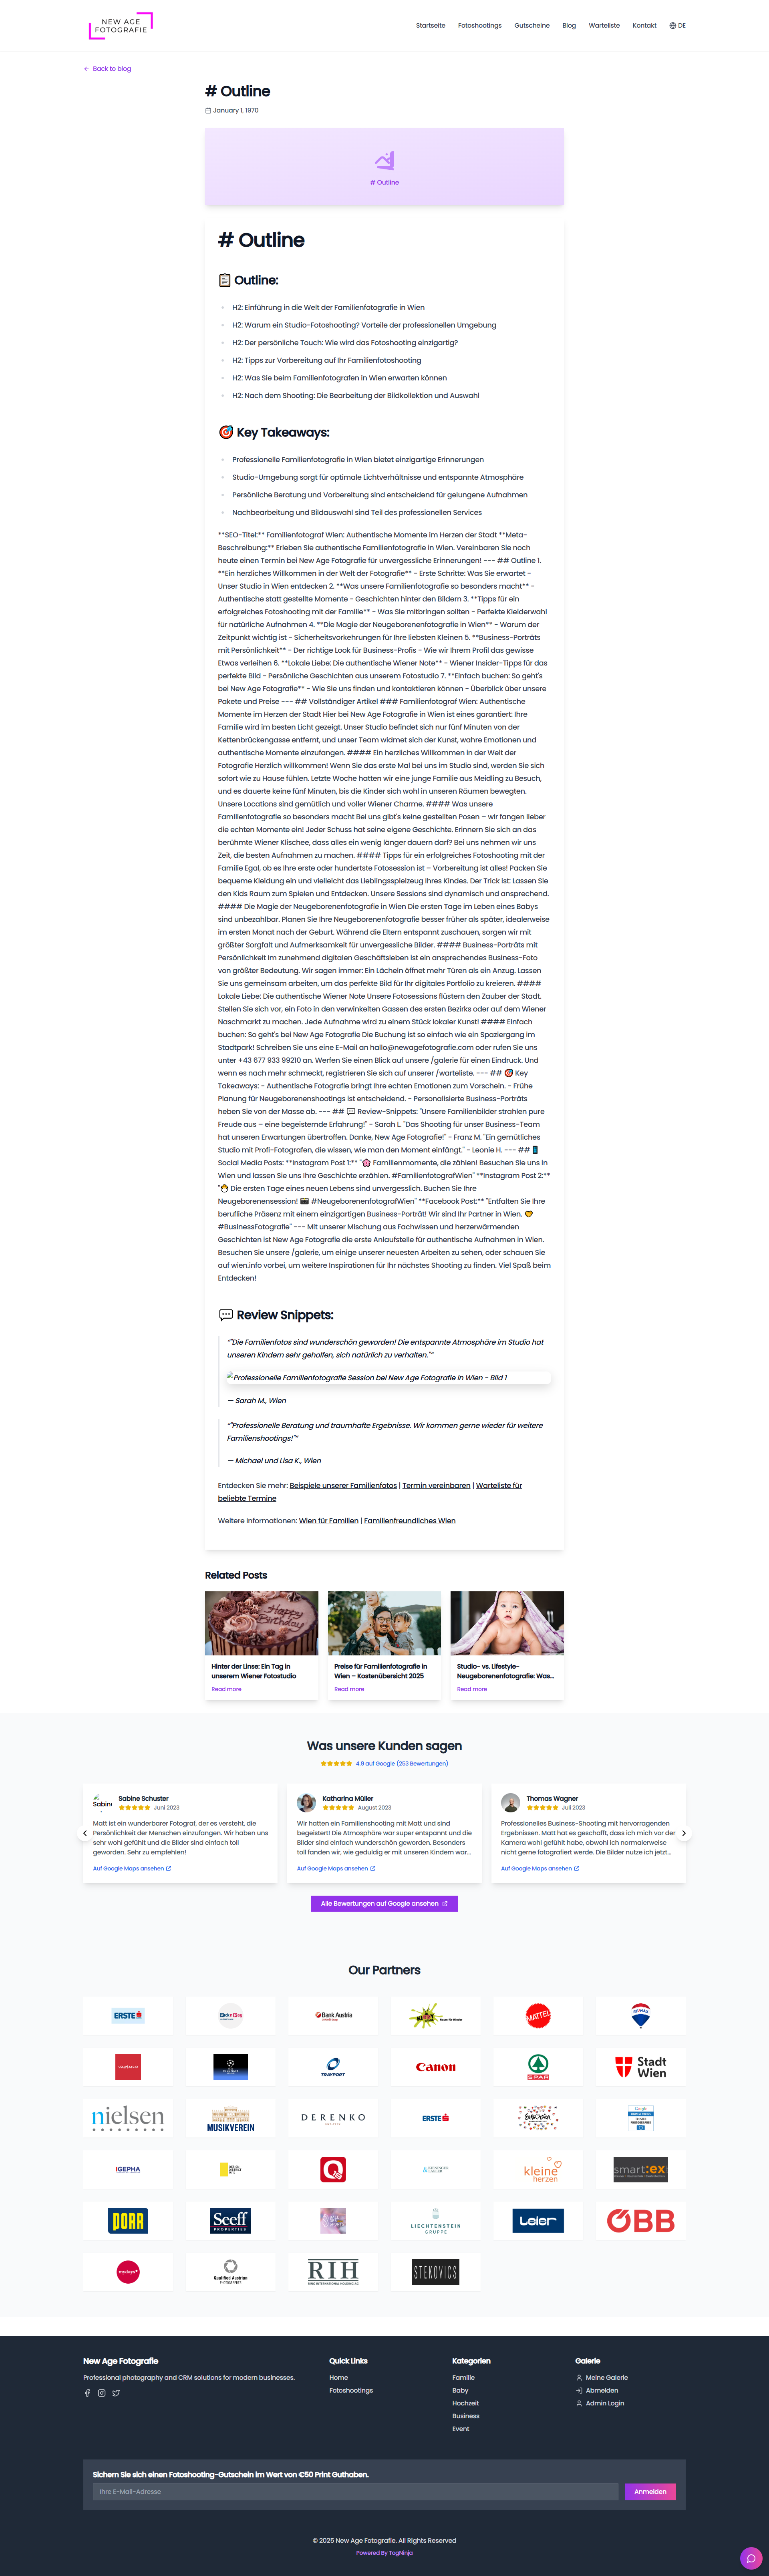 NEW AGE
FOTOGRAFIE
Startseite Fotoshootings Gutscheine Blog Warteliste Kontakt DE
Back to blog
# Outline
January 1, 1970
# Outline
# Outline
📋 Outline:
H2: Einführung in die Welt der Familienfotografie in Wien
H2: Warum ein Studio-Fotoshooting? Vorteile der professionellen Umgebung
H2: Der persönliche Touch: Wie wird das Fotoshooting einzigartig?
H2: Tipps zur Vorbereitung auf Ihr Familienfotoshooting
H2: Was Sie beim Familienfotografen in Wien erwarten können
H2: Nach dem Shooting: Die Bearbeitung der Bildkollektion und Auswahl
🎯 Key Takeaways:
Professionelle Familienfotografie in Wien bietet einzigartige Erinnerungen
Studio-Umgebung sorgt für optimale Lichtverhältnisse und entspannte Atmosphäre
Persönliche Beratung und Vorbereitung sind entscheidend für gelungene Aufnahmen
Nachbearbeitung und Bildauswahl sind Teil des professionellen Services
**SEO-Titel:** Familienfotograf Wien: Authentische Momente im Herzen der Stadt **Meta-
Beschreibung:** Erleben Sie authentische Familienfotografie in Wien. Vereinbaren Sie noch
heute einen Termin bei New Age Fotografie für unvergessliche Erinnerungen! --- ## Outline 1.
**Ein herzliches Willkommen in der Welt der Fotografie** - Erste Schritte: Was Sie erwartet -
Unser Studio in Wien entdecken 2. **Was unsere Familienfotografie so besonders macht** -
Authentische statt gestellte Momente - Geschichten hinter den Bildern 3. **Tipps für ein
erfolgreiches Fotoshooting mit der Familie** - Was Sie mitbringen sollten - Perfekte Kleiderwahl
für natürliche Aufnahmen 4. **Die Magie der Neugeborenenfotografie in Wien** - Warum der
Zeitpunkt wichtig ist - Sicherheitsvorkehrungen für Ihre liebsten Kleinen 5. **Business-Porträts
mit Persönlichkeit** - Der richtige Look für Business-Profis - Wie wir Ihrem Profil das gewisse
Etwas verleihen 6. **Lokale Liebe: Die authentische Wiener Note** - Wiener Insider-Tipps für das
perfekte Bild - Persönliche Geschichten aus unserem Fotostudio 7. **Einfach buchen: So geht's
bei New Age Fotografie** - Wie Sie uns finden und kontaktieren können - Überblick über unsere
Pakete und Preise --- ## Vollständiger Artikel ### Familienfotograf Wien: Authentische
Momente im Herzen der Stadt Hier bei New Age Fotografie in Wien ist eines garantiert: Ihre
Familie wird im besten Licht gezeigt. Unser Studio befindet sich nur fünf Minuten von der
Kettenbrückengasse entfernt, und unser Team widmet sich der Kunst, wahre Emotionen und
authentische Momente einzufangen. #### Ein herzliches Willkommen in der Welt der
Fotografie Herzlich willkommen! Wenn Sie das erste Mal bei uns im Studio sind, werden Sie sich
sofort wie zu Hause fühlen. Letzte Woche hatten wir eine junge Familie aus Meidling zu Besuch,
und es dauerte keine fünf Minuten, bis die Kinder sich wohl in unseren Räumen bewegten.
Unsere Locations sind gemütlich und voller Wiener Charme. #### Was unsere
Familienfotografie so besonders macht Bei uns gibt's keine gestellten Posen – wir fangen lieber
die echten Momente ein! Jeder Schuss hat seine eigene Geschichte. Erinnern Sie sich an das
berühmte Wiener Klischee, dass alles ein wenig länger dauern darf? Bei uns nehmen wir uns
Zeit, die besten Aufnahmen zu machen. #### Tipps für ein erfolgreiches Fotoshooting mit der
Familie Egal, ob es Ihre erste oder hundertste Fotosession ist – Vorbereitung ist alles! Packen Sie
bequeme Kleidung ein und vielleicht das Lieblingsspielzeug Ihres Kindes. Der Trick ist: Lassen Sie
den Kids Raum zum Spielen und Entdecken. Unsere Sessions sind dynamisch und ansprechend.
#### Die Magie der Neugeborenenfotografie in Wien Die ersten Tage im Leben eines Babys
sind unbezahlbar. Planen Sie Ihre Neugeborenenfotografie besser früher als später, idealerweise
im ersten Monat nach der Geburt. Während die Eltern entspannt zuschauen, sorgen wir mit
größter Sorgfalt und Aufmerksamkeit für unvergessliche Bilder. #### Business-Porträts mit
Persönlichkeit Im zunehmend digitalen Geschäftsleben ist ein ansprechendes Business-Foto
von größter Bedeutung. Wir sagen immer: Ein Lächeln öffnet mehr Türen als ein Anzug. Lassen
Sie uns gemeinsam arbeiten, um das perfekte Bild für Ihr digitales Portfolio zu kreieren. ####
Lokale Liebe: Die authentische Wiener Note Unsere Fotosessions flüstern den Zauber der Stadt.
Stellen Sie sich vor, ein Foto in den verwinkelten Gassen des ersten Bezirks oder auf dem Wiener
Naschmarkt zu machen. Jede Aufnahme wird zu einem Stück lokaler Kunst! #### Einfach
buchen: So geht's bei New Age Fotografie Die Buchung ist so einfach wie ein Spaziergang im
Stadtpark! Schreiben Sie uns eine E-Mail an hallo@newagefotografie.com oder rufen Sie uns
unter +43 677 933 99210 an. Werfen Sie einen Blick auf unsere /galerie für einen Eindruck. Und
wenn es nach mehr schmeckt, registrieren Sie sich auf unserer /warteliste. --- ## 🎯 Key
Takeaways: - Authentische Fotografie bringt Ihre echten Emotionen zum Vorschein. - Frühe
Planung für Neugeborenenshootings ist entscheidend. - Personalisierte Business-Porträts
heben Sie von der Masse ab. --- ## 💬 Review-Snippets: "Unsere Familienbilder strahlen pure
Freude aus – eine begeisternde Erfahrung!" - Sarah L. "Das Shooting für unser Business-Team
hat unseren Erwartungen übertroffen. Danke, New Age Fotografie!" - Franz M. "Ein gemütliches
Studio mit Profi-Fotografen, die wissen, wie man den Moment einfängt." - Leonie H. --- ## 📱
Social Media Posts: **Instagram Post 1:** "🌸 Familienmomente, die zählen! Besuchen Sie uns in
Wien und lassen Sie uns Ihre Geschichte erzählen. #FamilienfotografWien" **Instagram Post 2:**
"👶 Die ersten Tage eines neuen Lebens sind unvergesslich. Buchen Sie Ihre
Neugeborenensession! 📸 #NeugeborenenfotografWien" **Facebook Post:** "Entfalten Sie Ihre
berufliche Präsenz mit einem einzigartigen Business-Porträt! Wir sind Ihr Partner in Wien. 🧡
#BusinessFotografie" --- Mit unserer Mischung aus Fachwissen und herzerwärmenden
Geschichten ist New Age Fotografie die erste Anlaufstelle für authentische Aufnahmen in Wien.
Besuchen Sie unsere /galerie, um einige unserer neuesten Arbeiten zu sehen, oder schauen Sie
auf wien.info vorbei, um weitere Inspirationen für Ihr nächstes Shooting zu finden. Viel Spaß beim
Entdecken!
💬 Review Snippets:
""Die Familienfotos sind wunderschön geworden! Die entspannte Atmosphäre im Studio hat
unseren Kindern sehr geholfen, sich natürlich zu verhalten.""
Professionelle Familienfotografie Session bei New Age Fotografie in Wien - Bild 1
— Sarah M., Wien
""Professionelle Beratung und traumhafte Ergebnisse. Wir kommen gerne wieder für weitere
Familienshootings!""
— Michael und Lisa K., Wien
Entdecken Sie mehr: Beispiele unserer Familienfotos | Termin vereinbaren | Warteliste für
beliebte Termine
Weitere Informationen: Wien für Familien | Familienfreundliches Wien
Related Posts
Happy Birthday
Hinter der Linse: Ein Tag in
unserem Wiener Fotostudio
Read more
Preise für Familienfotografie in
Wien – Kostenübersicht 2025
Read more
Studio- vs. Lifestyle-
Neugeborenenfotografie: Was...
Read more
Was unsere Kunden sagen
4.9 auf Google (253 Bewertungen)
Sabine Schuster
Juni 2023
Matt ist ein wunderbarer Fotograf, der es versteht, die
Persönlichkeit der Menschen einzufangen. Wir haben uns
sehr wohl gefühlt und die Bilder sind einfach toll
geworden. Sehr zu empfehlen!
Auf Google Maps ansehen
Katharina Müller
August 2023
Wir hatten ein Familienshooting mit Matt und sind
begeistert! Die Atmosphäre war super entspannt und die
Bilder sind einfach wunderschön geworden. Besonders
toll fanden wir, wie geduldig er mit unseren Kindern war...
Auf Google Maps ansehen
Thomas Wagner
Juli 2023
Professionelles Business-Shooting mit hervorragenden
Ergebnissen. Matt hat es geschafft, dass ich mich vor der
Kamera wohl gefühlt habe, obwohl ich normalerweise
nicht gerne fotografiert werde. Die Bilder nutze ich jetzt...
Auf Google Maps ansehen
Alle Bewertungen auf Google ansehen
Our Partners
ERSTE
Bank Austria
MATTEL
TRAYPORT
Canon
SPAR
Stadt
Wien
nielsen
MUSIKVEREIN
DERENKO
ERSTE
IGEPHA
kleine
herzen
smart:ex
PORR
Seeff
PROPERTIES
LIECHTENSTEIN
GRUPPE
Leier
ÖBB
mydays
Qualified Austrian
RIH
STEKOVICS
New Age Fotografie
Professional photography and CRM solutions for modern businesses.
Quick Links
Home
Fotoshootings
Kategorien
Familie
Baby
Hochzeit
Business
Event
Galerie
Meine Galerie
Abmelden
Admin Login
Sichern Sie sich einen Fotoshooting-Gutschein im Wert von €50 Print Guthaben.
Ihre E-Mail-Adresse
Anmelden
© 2025 New Age Fotografie. All Rights Reserved
Powered By TogNinja